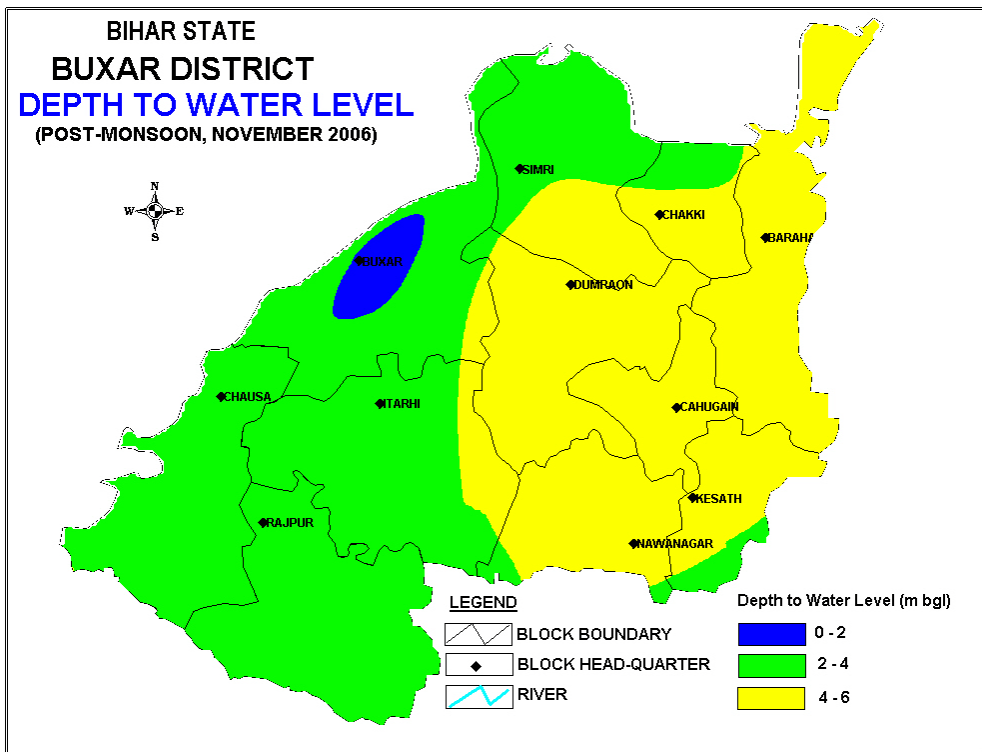 BIHAR STATE
BUXAR DISTRICT
DEPTH TO WATER LEVEL
(POST-MONSOON, NOVEMBER 2006)
N
W E
S
SIMRI
CHAKKI
BARAHA
BUXAR
DUMRAON
CHAUSA
ITARHI
CAHUGAIN
KESATH
RAJPUR
NAWANAGAR
LEGEND
BLOCK BOUNDARY
BLOCK HEAD-QUARTER
RIVER
Depth to Water Level (m bgl)
0 - 2
2 - 4
4 - 6